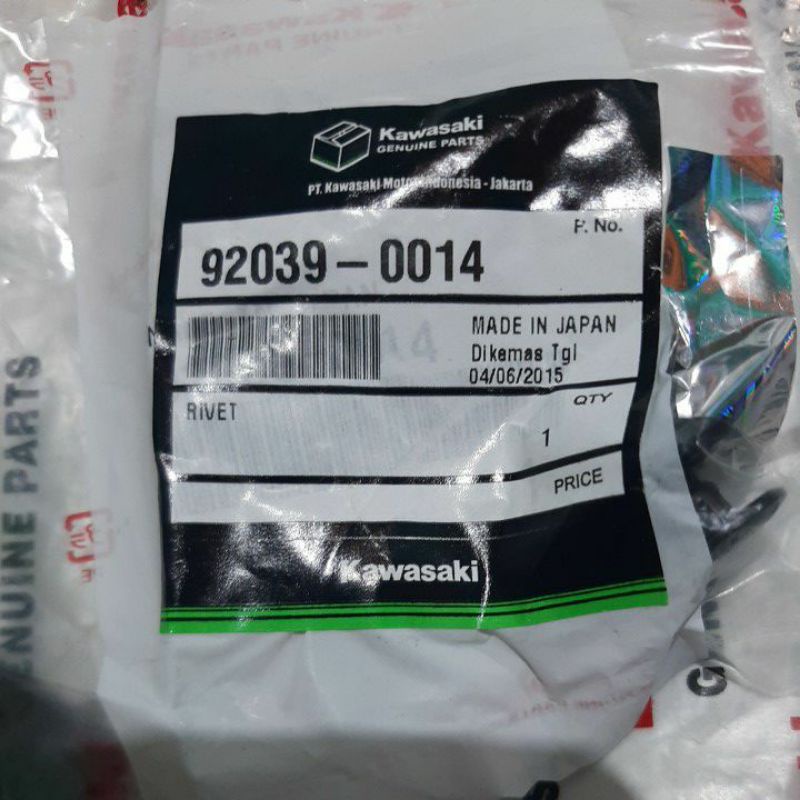 Kawasaki
GENUINE PARTS
PT. Kawasaki Motor Indonesia - Jakarta
P. No.
92039-0014
MADE IN JAPAN
Dikemas Tgl
04/06/2015
RIVET
QTY
1
PRICE
Kawasaki
GENUINE PARTS